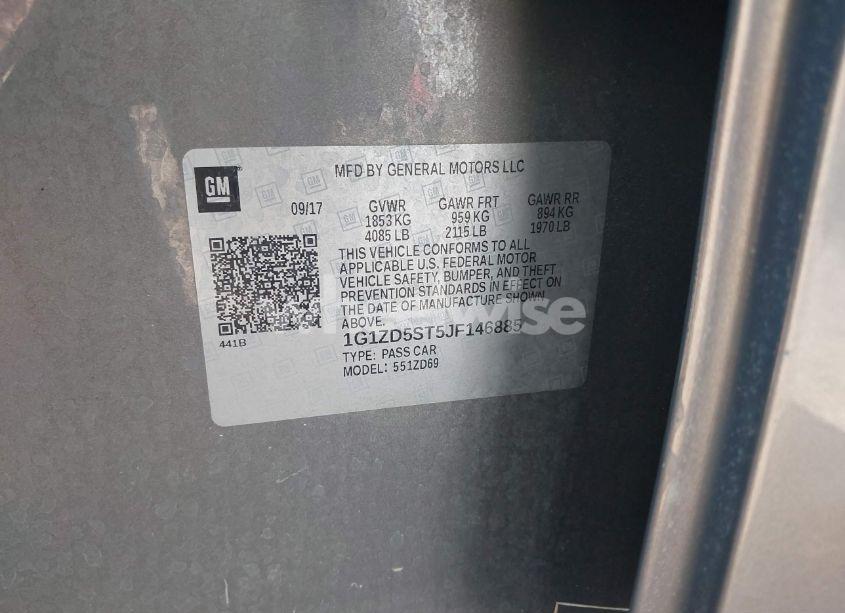 GM
MFD BY GENERAL MOTORS LLC
09/17
GVWR GAWR FRT GAWR RR
1853 KG 959 KG 894 KG
4085 LB 2115 LB 1970 LB
THIS VEHICLE CONFORMS TO ALL
APPLICABLE U.S. FEDERAL MOTOR
VEHICLE SAFETY, BUMPER, AND THEFT
PREVENTION STANDARDS IN EFFECT ON
THE DATE OF MANUFACTURE SHOWN
ABOVE.
441B
1G1ZD5ST5JF146885
TYPE: PASS CAR
MODEL: 551ZD69